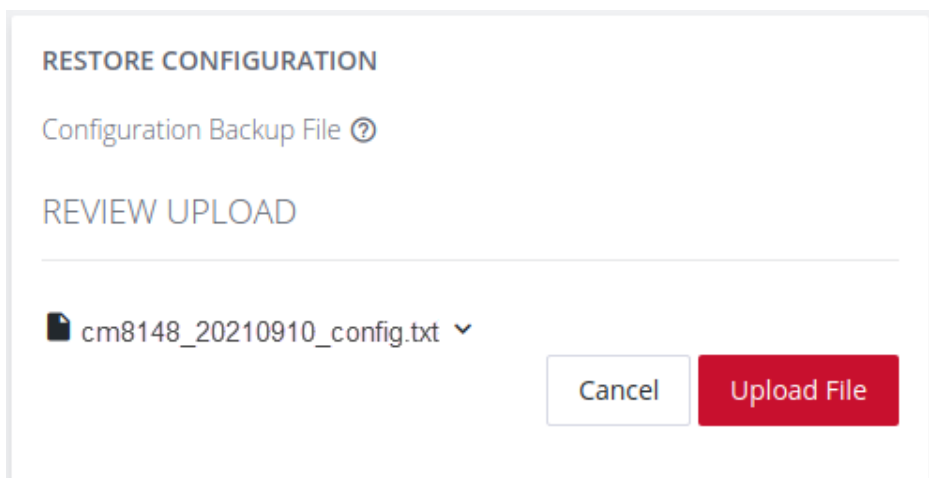 RESTORE CONFIGURATION
Configuration Backup File
REVIEW UPLOAD
cm8148_20210910_config.txt
Cancel
Upload File